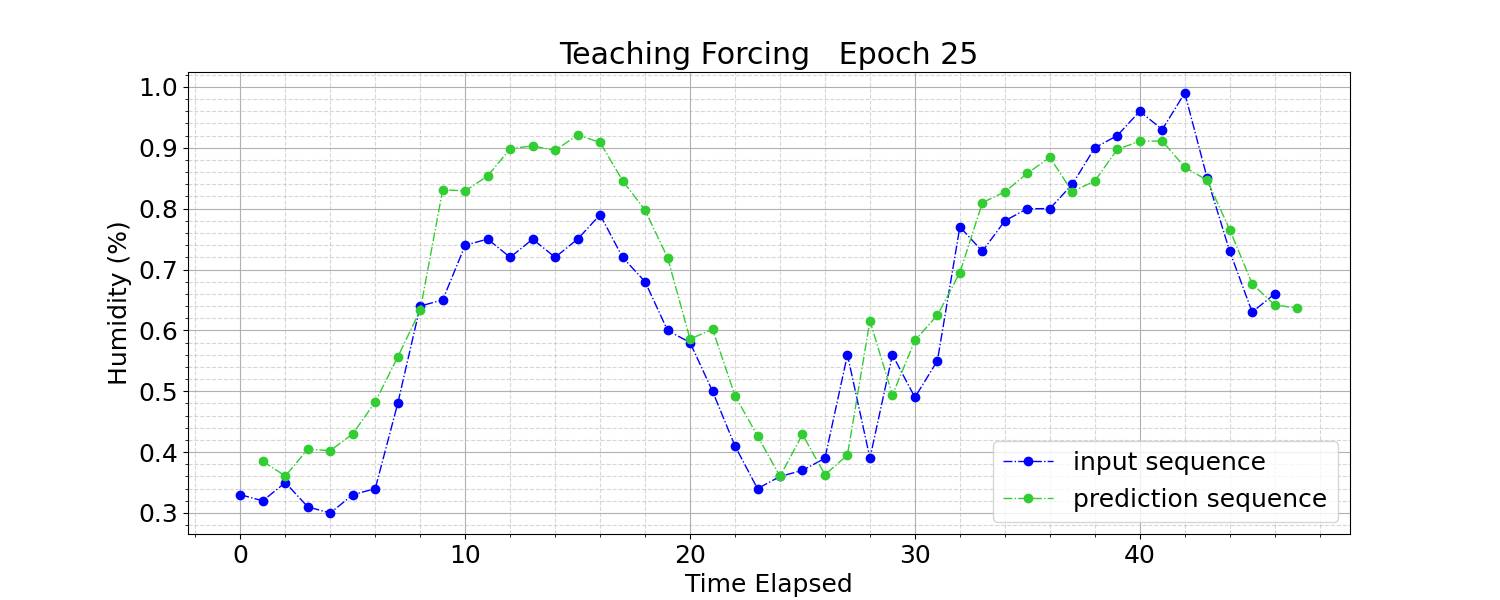 Teaching Forcing   Epoch 25
Humidity (%)
1.0
0.9
0.8
0.7
0.6
0.5
0.4
0.3
input sequence
prediction sequence
0 10 20 30 40
Time Elapsed